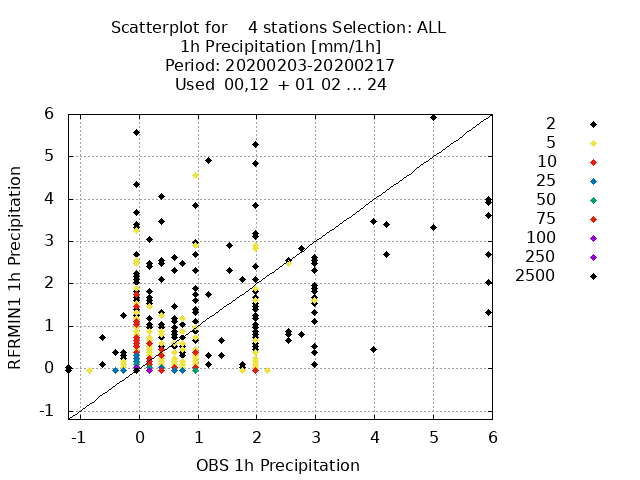 Scatterplot for    4 stations Selection: ALL
1h Precipitation [mm/1h]
Period: 20200203-20200217
Used  00,12  + 01 02 ... 24
6
5
4
3
2
1
0
-1
RFRMIN1 1h Precipitation
-1 0 1 2 3 4 5 6
OBS 1h Precipitation
2
5
10
25
50
75
100
250
2500